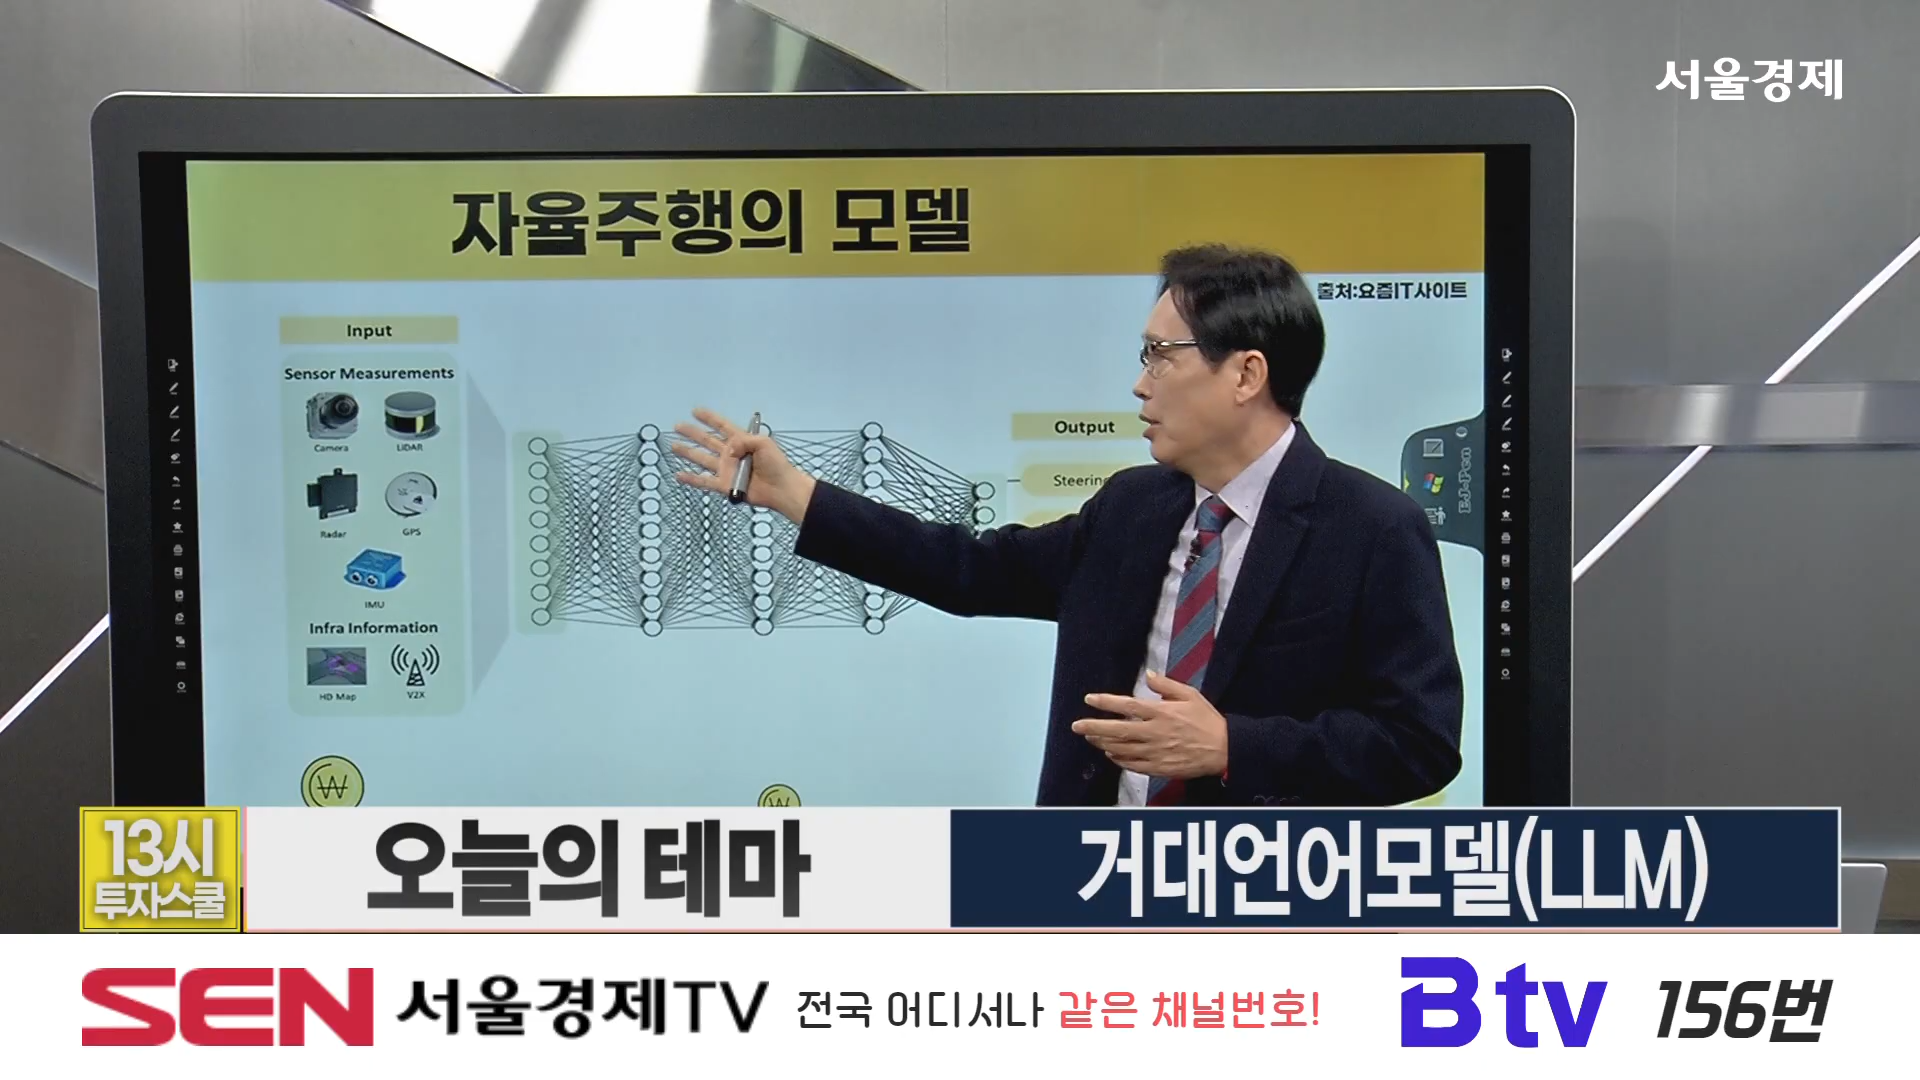 서울경제
자율주행의 모델
출처:요즘IT사이트
Input
Sensor Measurements
Camera
LiDAR
Radar
GPS
IMU
Infra Information
HD Map
V2X
Output
Steering
EJ-Pen
13시
투자스쿨
오늘의 테마
거대언어모델(LLM)
SEN 서울경제TV 전국 어디서나 같은 채널번호! B tv 156번